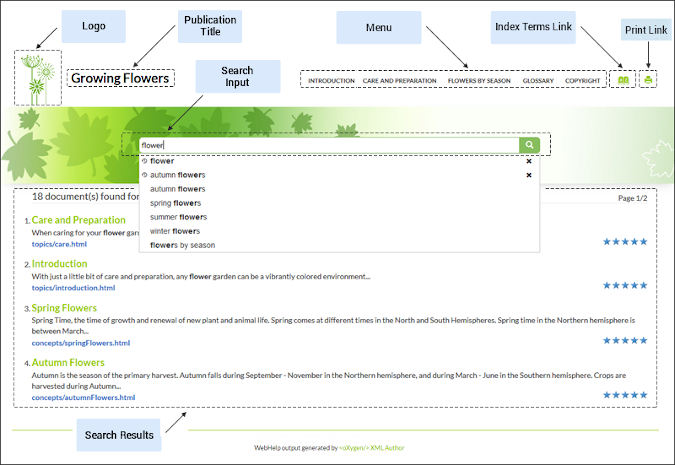 Logo
Publication
Title
Menu
Index Terms Link
Print Link
Growing Flowers
Search
Input
INTRODUCTION CARE AND PREPARATION FLOWERS BY SEASON GLOSSARY COPYRIGHT
flower
flower
autumn flowers
autumn flowers
spring flowers
summer flowers
winter flowers
flowers by season
18 document(s) found for
Page 1/2
1. Care and Preparation
When caring for your flower gar
topics/care.html
2. Introduction
With just a little bit of care and preparation, any flower garden can be a vibrantly colored environment...
topics/introduction.html
3. Spring Flowers
Spring Time, the time of growth and renewal of new plant and animal life. Spring comes at different times in the North and South Hemispheres. Spring time in the Northern hemisphere is
between March...
concepts/springFlowers.html
4. Autumn Flowers
Autumn is the season of the primary harvest. Autumn falls during September - November in the Northern hemisphere, and during March - June in the Southern hemisphere. Crops are
harvested during Autumn...
concepts/autumnFlowers.html
Search Results
WebHelp output generated by <oXygen/> XML Author